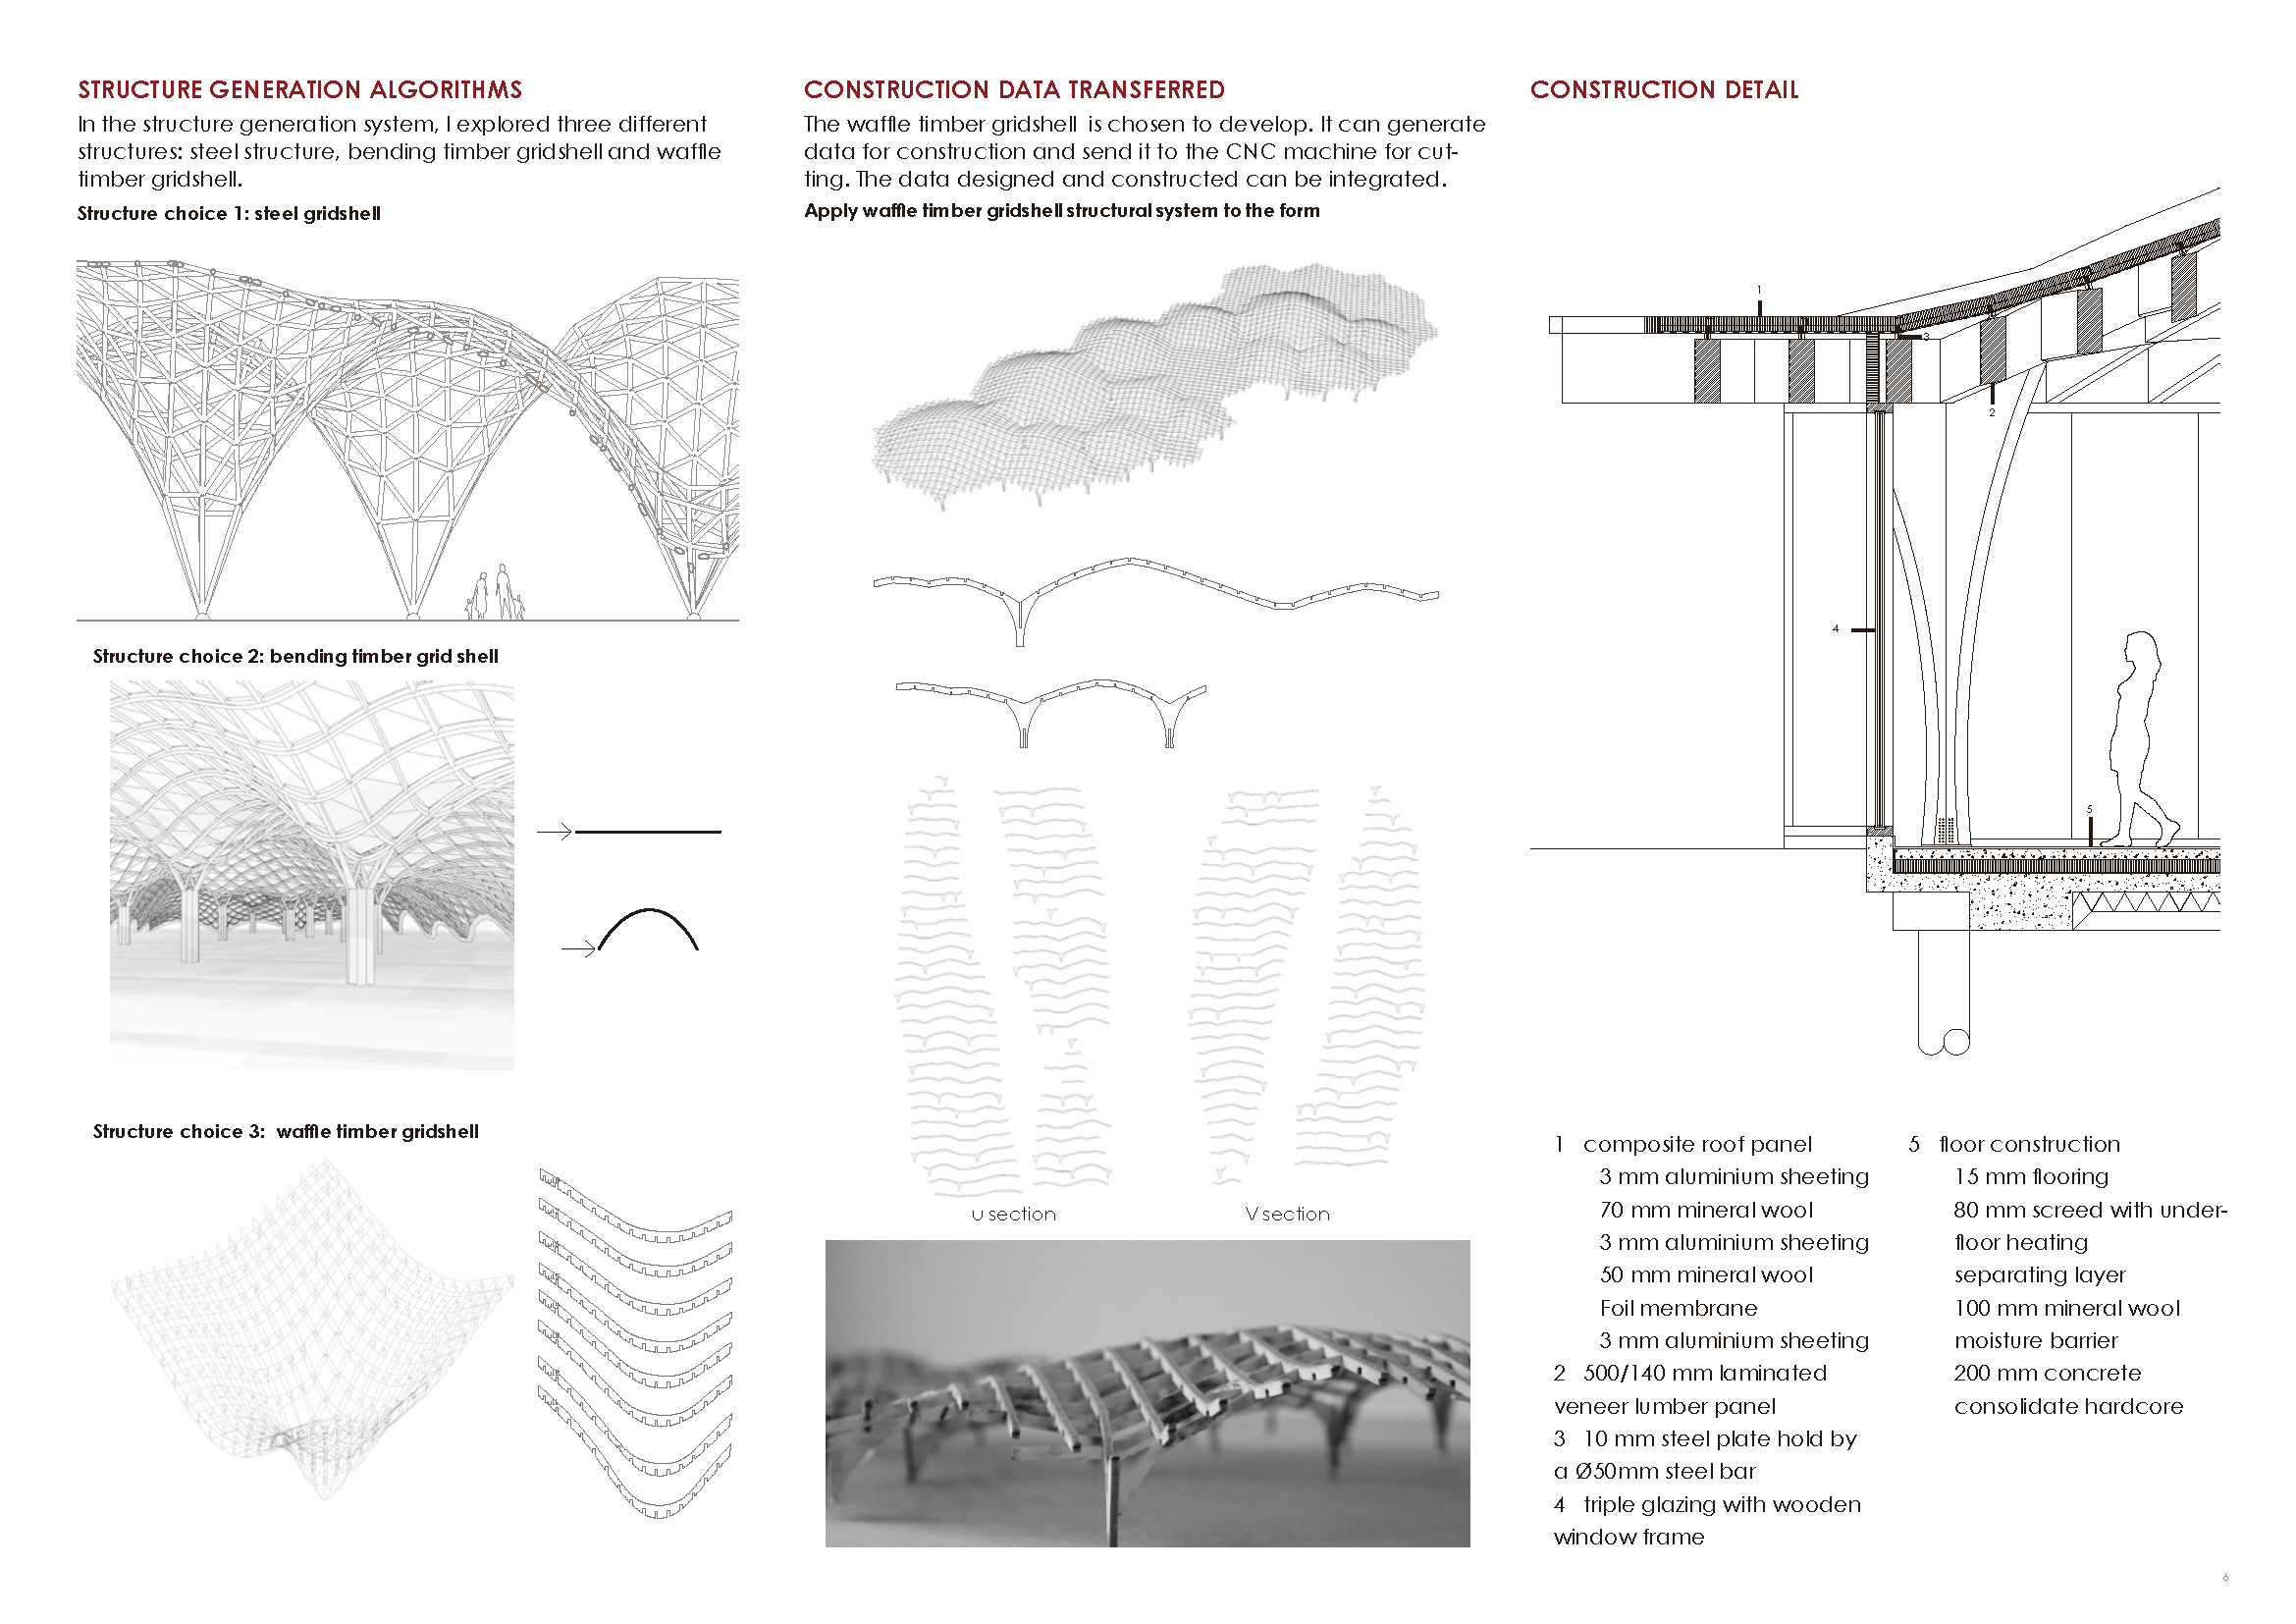 STRUCTURE GENERATION ALGORITHMS
In the structure generation system, I explored three different
structures: steel structure, bending timber gridshell and waffle
timber gridshell.
Structure choice 1: steel gridshell
Structure choice 2: bending timber grid shell
Structure choice 3: waffle timber gridshell
CONSTRUCTION DATA TRANSFERRED
The waffle timber gridshell is chosen to develop. It can generate
data for construction and send it to the CNC machine for cut-
ting. The data designed and constructed can be integrated.
Apply waffle timber gridshell structural system to the form
u section
V section
CONSTRUCTION DETAIL
1
3
2
4
5
1 composite roof panel
3 mm aluminium sheeting
70 mm mineral wool
3 mm aluminium sheeting
50 mm mineral wool
Foil membrane
3 mm aluminium sheeting
2 500/140 mm laminated
veneer lumber panel
3 10 mm steel plate hold by
a Ø50mm steel bar
4 triple glazing with wooden
window frame
5 floor construction
15 mm flooring
80 mm screed with under-
floor heating
separating layer
100 mm mineral wool
moisture barrier
200 mm concrete
consolidate hardcore
6